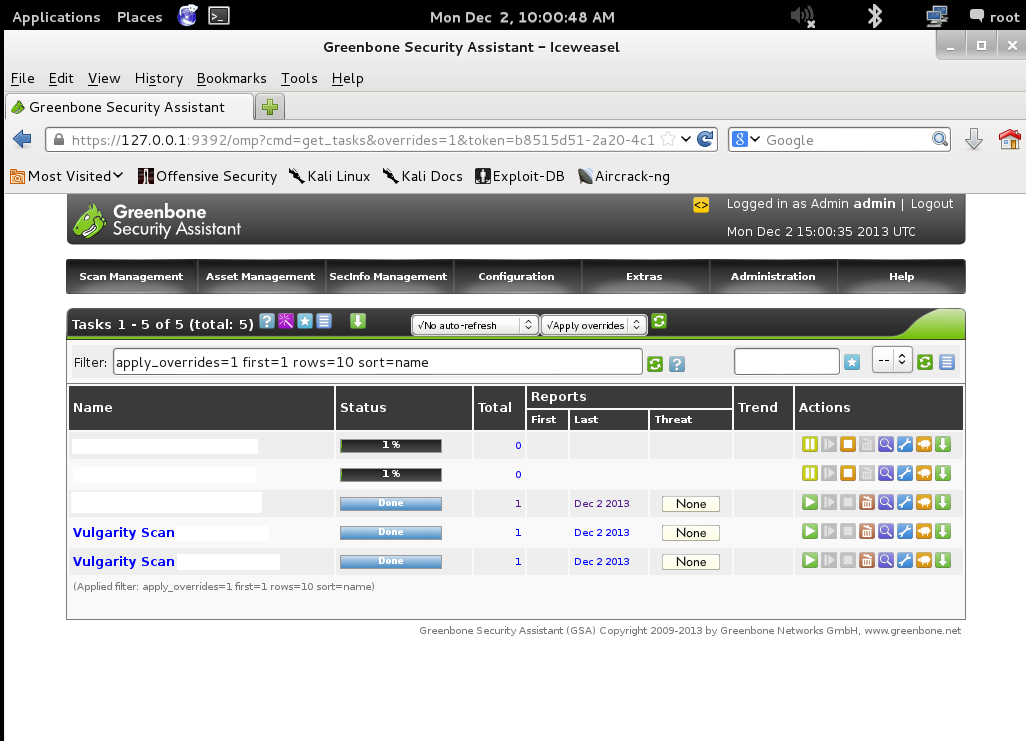 Applications Places Mon Dec 2, 10:00:48 AM root
Greenbone Security Assistant – Iceweasel
File Edit View History Bookmarks Tools Help
Greenbone Security Assistant
https://127.0.0.1:9392/omp?cmd=get_tasks&overrides=1&token=b8515d51-2a20-4c1 Google
Most Visited Offensive Security Kali Linux Kali Docs Exploit-DB Aircrack-ng
Greenbone
Security Assistant
Logged in as Admin admin | Logout
Mon Dec 2 15:00:35 2013 UTC
Scan Management Asset Management SecInfo Management Configuration Extras Administration Help
Tasks 1 - 5 of 5 (total: 5) √No auto-refresh √Apply overrides
Filter: apply_overrides=1 first=1 rows=10 sort=name --
Name Status Total Reports Trend Actions
First Last Threat
1 % 0
1 % 0
Done 1 Dec 2 2013 None
Vulgarity Scan Done 1 Dec 2 2013 None
Vulgarity Scan Done 1 Dec 2 2013 None
(Applied filter: apply_overrides=1 first=1 rows=10 sort=name)
Greenbone Security Assistant (GSA) Copyright 2009-2013 by Greenbone Networks GmbH, www.greenbone.net